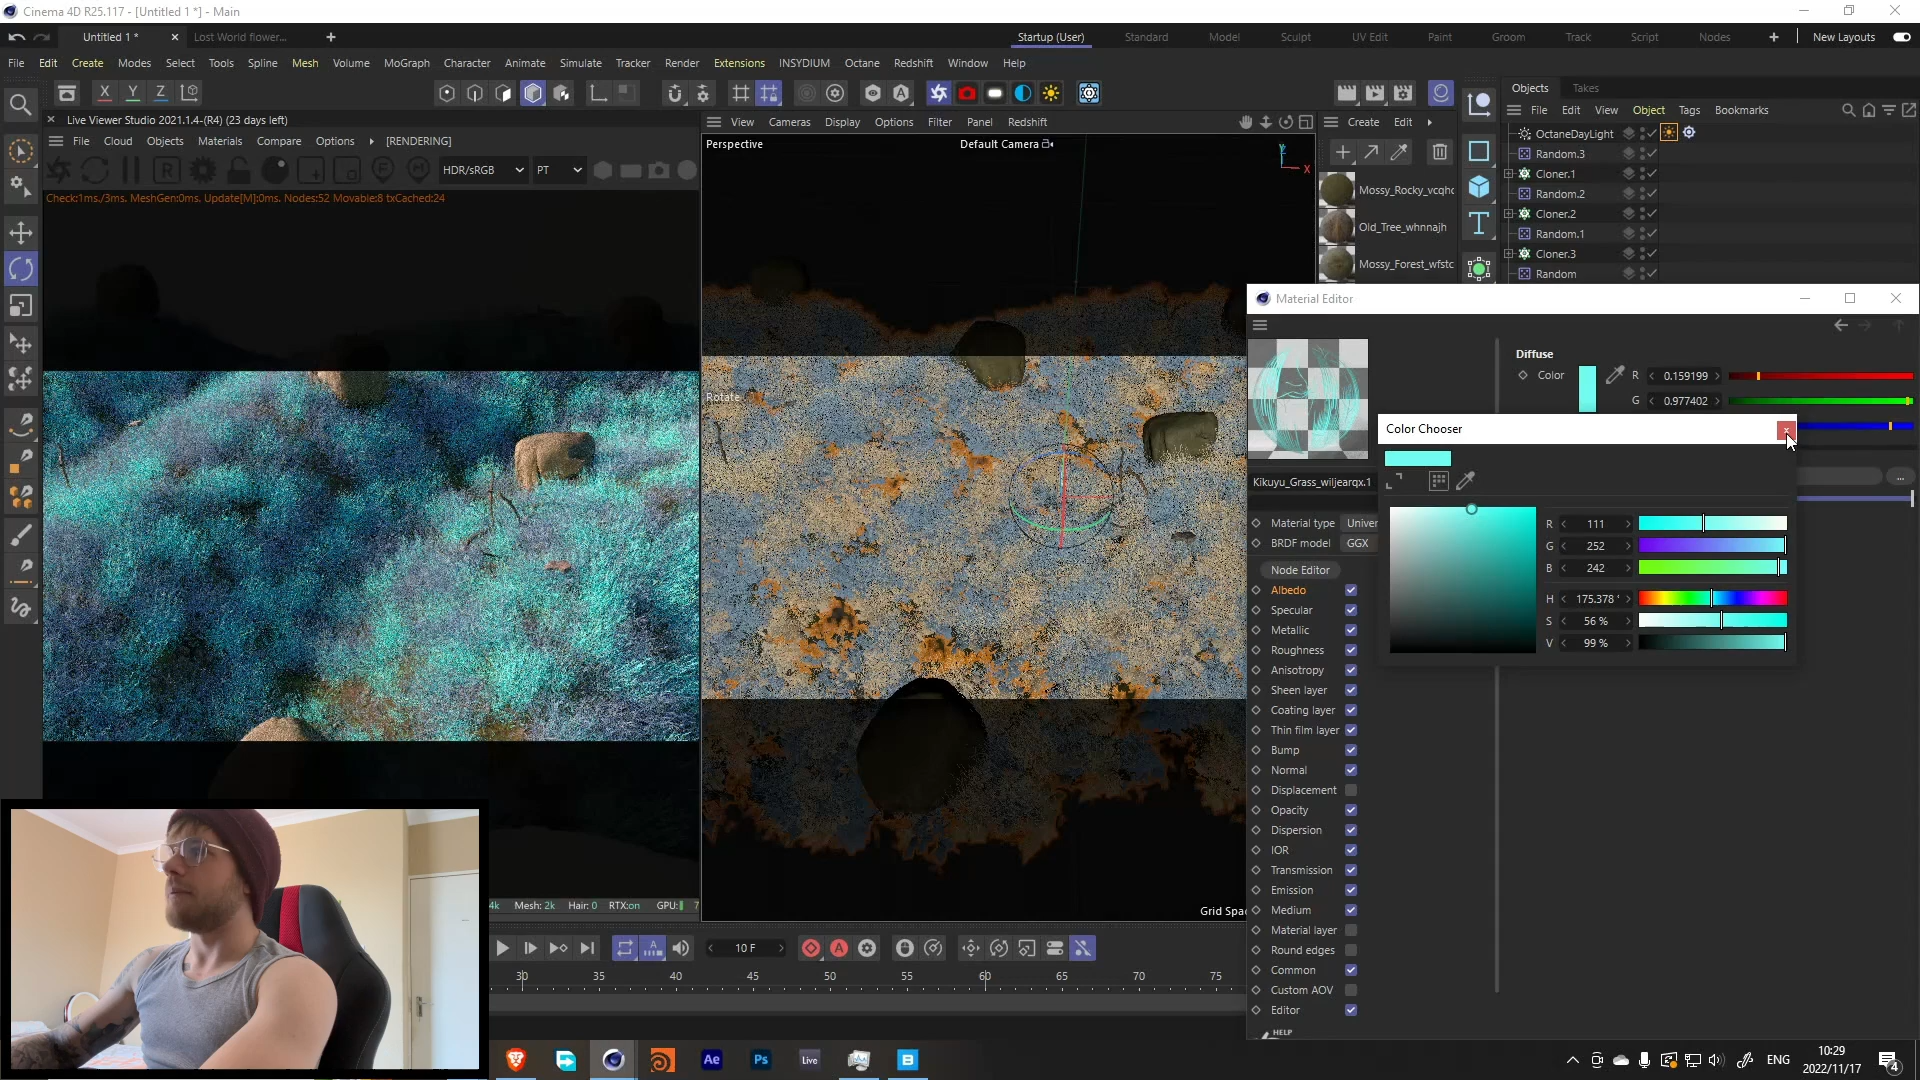 Cinema 4D R25.117 - [Untitled 1 *] - Main
Untitled 1 * × Lost World flower... +
Startup (User) Standard Model Sculpt UV Edit Paint Groom Track Script Nodes + New Layouts
File Edit Create Modes Select Tools Spline Mesh Volume MoGraph Character Animate Simulate Tracker Render Extensions INSYDIUM Octane Redshift Window Help
X Y Z
Objects Takes
File Edit View Object Tags Bookmarks
Live Viewer Studio 2021.1.4-(R4) (23 days left)
File Cloud Objects Materials Compare Options [RENDERING]
HDR/sRGB PT
Check:1ms./3ms. MeshGen:0ms. Update[M]:0ms. Nodes:52 Movable:8 txCached:24
View Cameras Display Options Filter Panel Redshift
Perspective
Default Camera
Y
X
Rotate
Grid Spac
Create Edit
Mossy_Rocky_vcqhc
Old_Tree_whnnajh
Mossy_Forest_wfstc
OctaneDayLight
Random.3
Cloner.1
Random.2
Cloner.2
Random.1
Cloner.3
Random
Material Editor
Diffuse
Color R 0.159199
G 0.977402
Color Chooser
R 111
G 252
B 242
H 175.378 °
S 56 %
V 99 %
Kikuyu_Grass_wiljearqx.1
Material type Univer
BRDF model GGX
Node Editor
Albedo
Specular
Metallic
Roughness
Anisotropy
Sheen layer
Coating layer
Thin film layer
Bump
Normal
Displacement
Opacity
Dispersion
IOR
Transmission
Emission
Medium
Material layer
Round edges
Common
Custom AOV
Editor
HELP
4k Mesh: 2k Hair: 0 RTX:on GPU: 7
10 F
30 35 40 45 50 55 60 65 70 75
Ae Ps Live B
ENG
10:29
2022/11/17
4